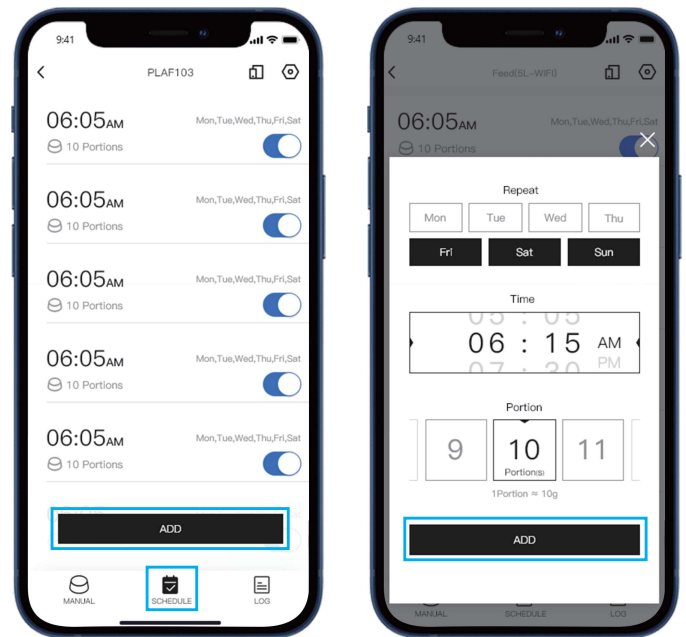 9:41
PLAF103
06:05AM
Mon,Tue,Wed,Thu,Fri,Sat
10 Portions
06:05AM
Mon,Tue,Wed,Thu,Fri,Sat
10 Portions
06:05AM
Mon,Tue,Wed,Thu,Fri,Sat
10 Portions
06:05AM
Mon,Tue,Wed,Thu,Fri,Sat
10 Portions
06:05AM
Mon,Tue,Wed,Thu,Fri,Sat
10 Portions
ADD
MANUAL
SCHEDULE
LOG
9:41
Feed(5L-WIFI)
06:05AM
Mon,Tue,Wed,Thu,Fri,Sat
10 Portions
Repeat
Mon Tue Wed Thu
Fri Sat Sun
Time
05 : 05
06 : 15 AM
07 : 30 PM
Portion
9 10 11
Portion(s)
1Portion ≈ 10g
ADD
MANUAL
SCHEDULE
LOG